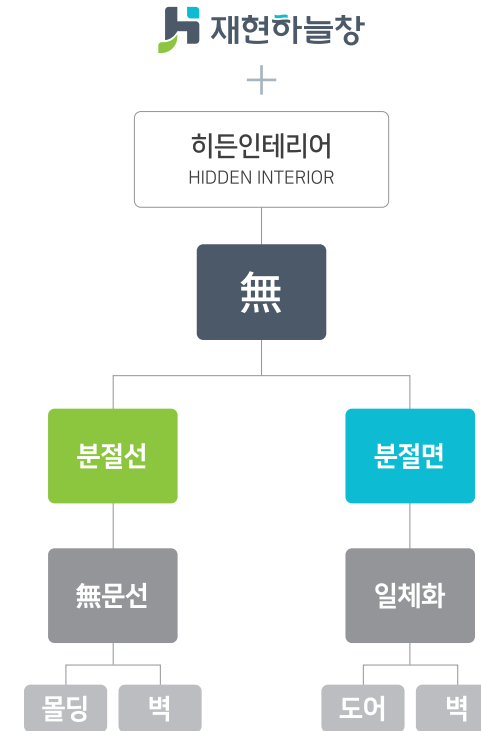 재현하늘창
+
히든인테리어
HIDDEN INTERIOR
無
분절선
분절면
無문선
일체화
몰딩
벽
도어
벽